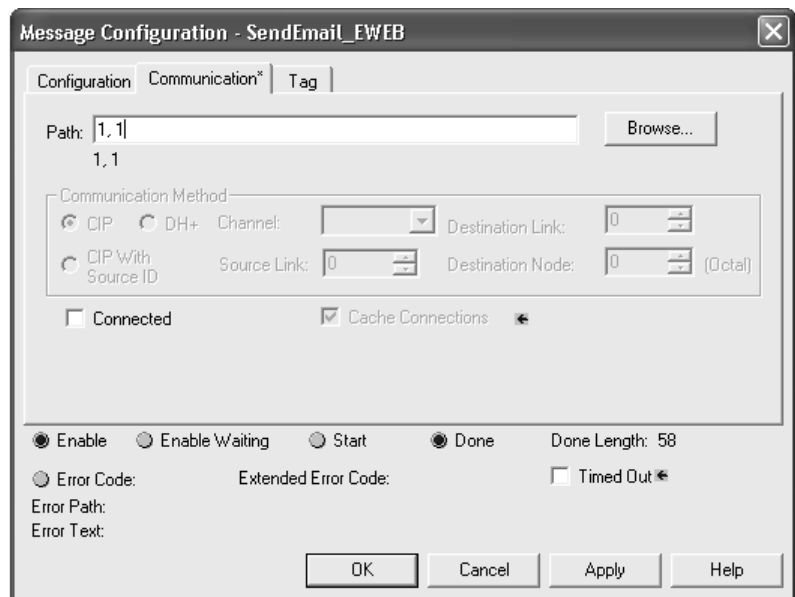 Message Configuration - SendEmail_EWEB
Configuration Communication* Tag
Path: 1, 1 Browse...
1, 1
Communication Method
CIP DH+ Channel: Destination Link: 0
CIP With
Source ID Source Link: 0 Destination Node: 0 (Octal)
Connected Cache Connections
Enable Enable Waiting Start Done Done Length: 58
Error Code: Extended Error Code: Timed Out
Error Path:
Error Text:
OK Cancel Apply Help